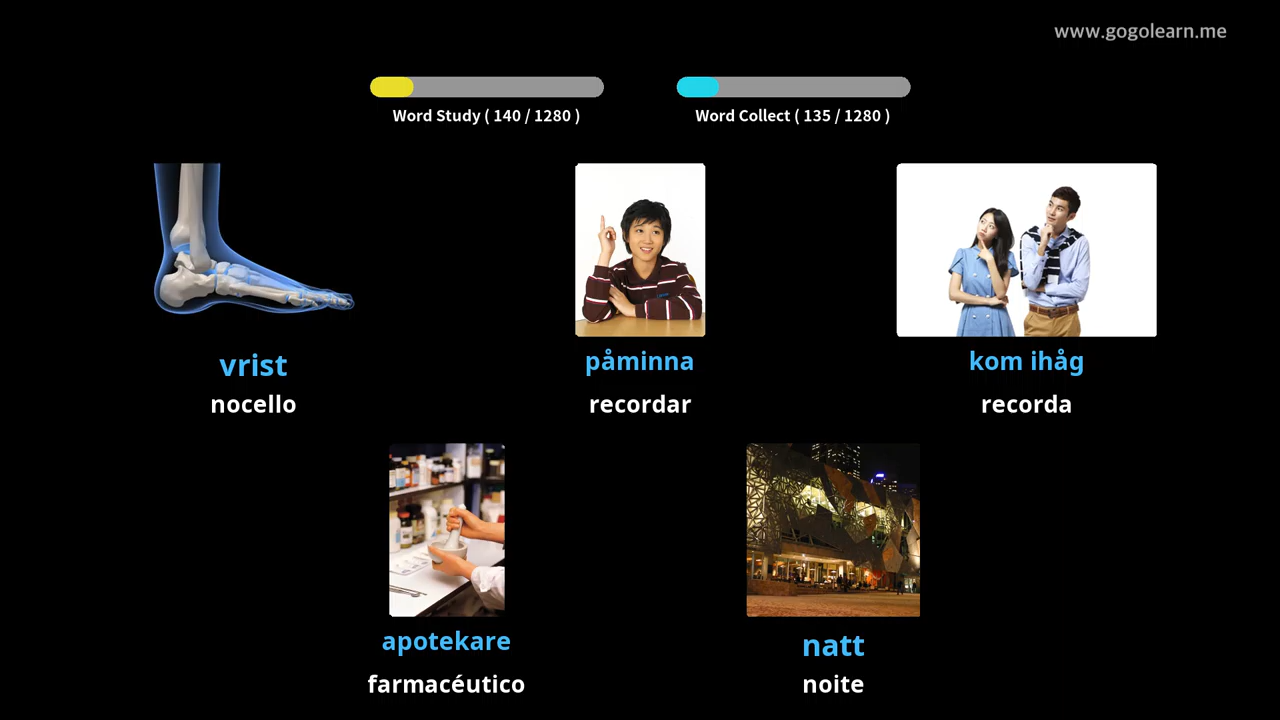 www.gogolearn.me
Word Study ( 140 / 1280 )
Word Collect ( 135 / 1280 )
vrist
nocello
påminna
recordar
kom ihåg
recorda
apotekare
farmacéutico
natt
noite